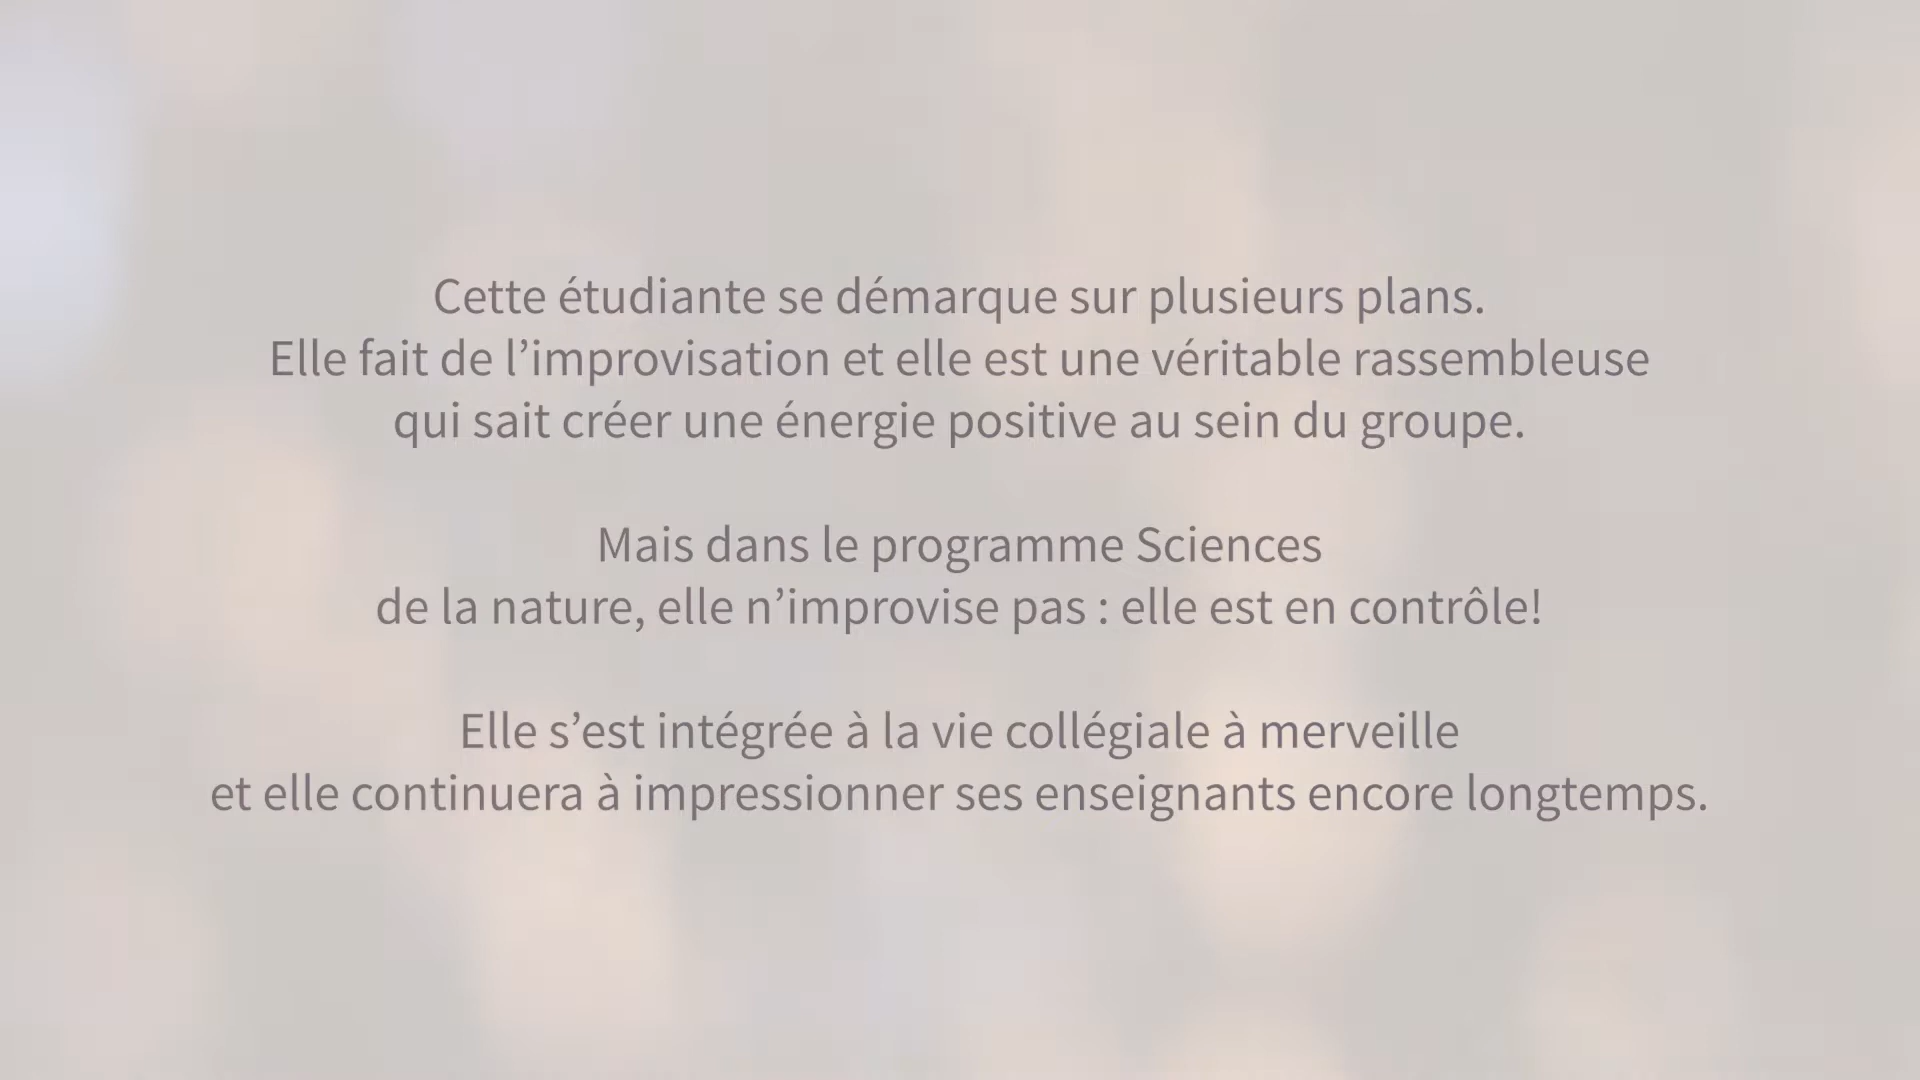 Cette étudiante se démarque sur plusieurs plans.
Elle fait de l’improvisation et elle est une véritable rassembleuse
qui sait créer une énergie positive au sein du groupe.
Mais dans le programme Sciences
de la nature, elle n’improvise pas : elle est en contrôle!
Elle s’est intégrée à la vie collégiale à merveille
et elle continuera à impressionner ses enseignants encore longtemps.